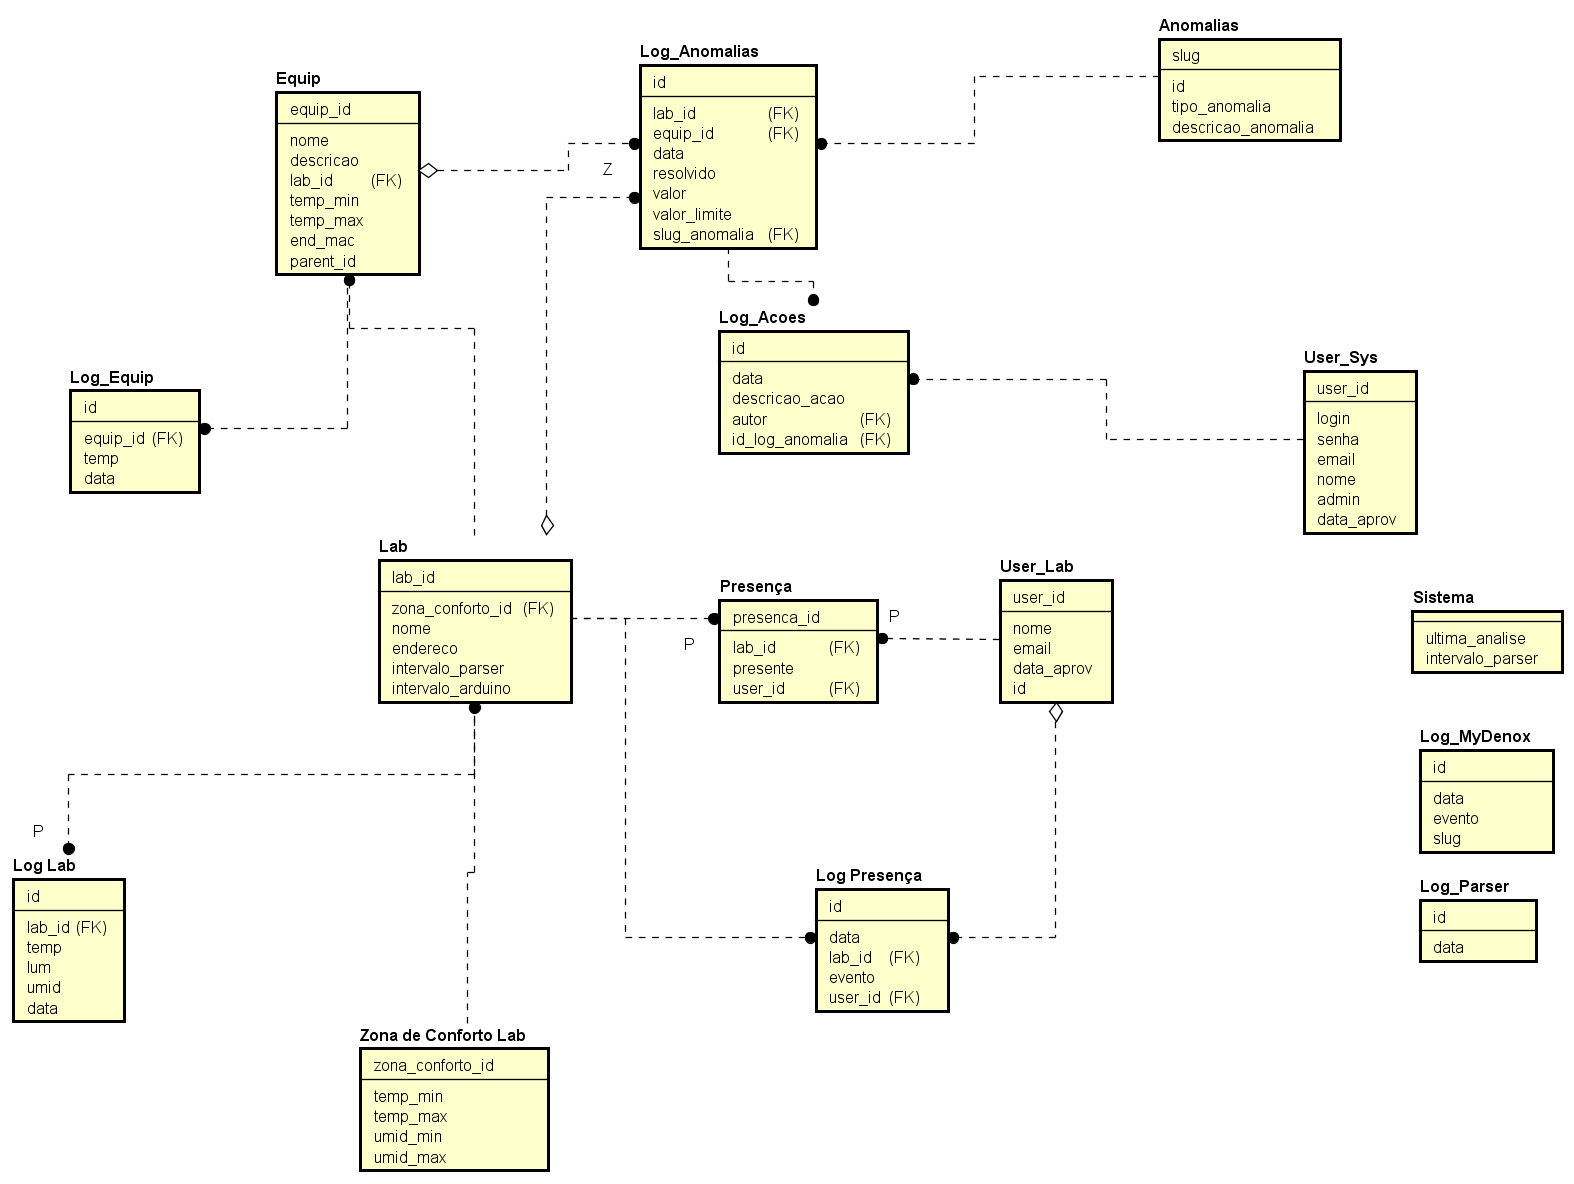 Equip
equip_id
nome
descricao
lab_id (FK)
temp_min
temp_max
end_mac
parent_id
Z
Log_Anomalias
id
lab_id (FK)
equip_id (FK)
data
resolvido
valor
valor_limite
slug_anomalia (FK)
Anomalias
slug
id
tipo_anomalia
descricao_anomalia
Log_Equip
id
equip_id (FK)
temp
data
Log_Acoes
id
data
descricao_acao
autor (FK)
id_log_anomalia (FK)
User_Sys
user_id
login
senha
email
nome
admin
data_aprov
Lab
lab_id
zona_conforto_id (FK)
nome
endereco
intervalo_parser
intervalo_arduino
P
Presença
presenca_id
lab_id (FK)
presente
user_id (FK)
P
User_Lab
user_id
nome
email
data_aprov
id
Sistema
ultima_analise
intervalo_parser
Log_MyDenox
id
data
evento
slug
P
Log Lab
id
lab_id (FK)
temp
lum
umid
data
Log Presença
id
data
lab_id (FK)
evento
user_id (FK)
Log_Parser
id
data
Zona de Conforto Lab
zona_conforto_id
temp_min
temp_max
umid_min
umid_max